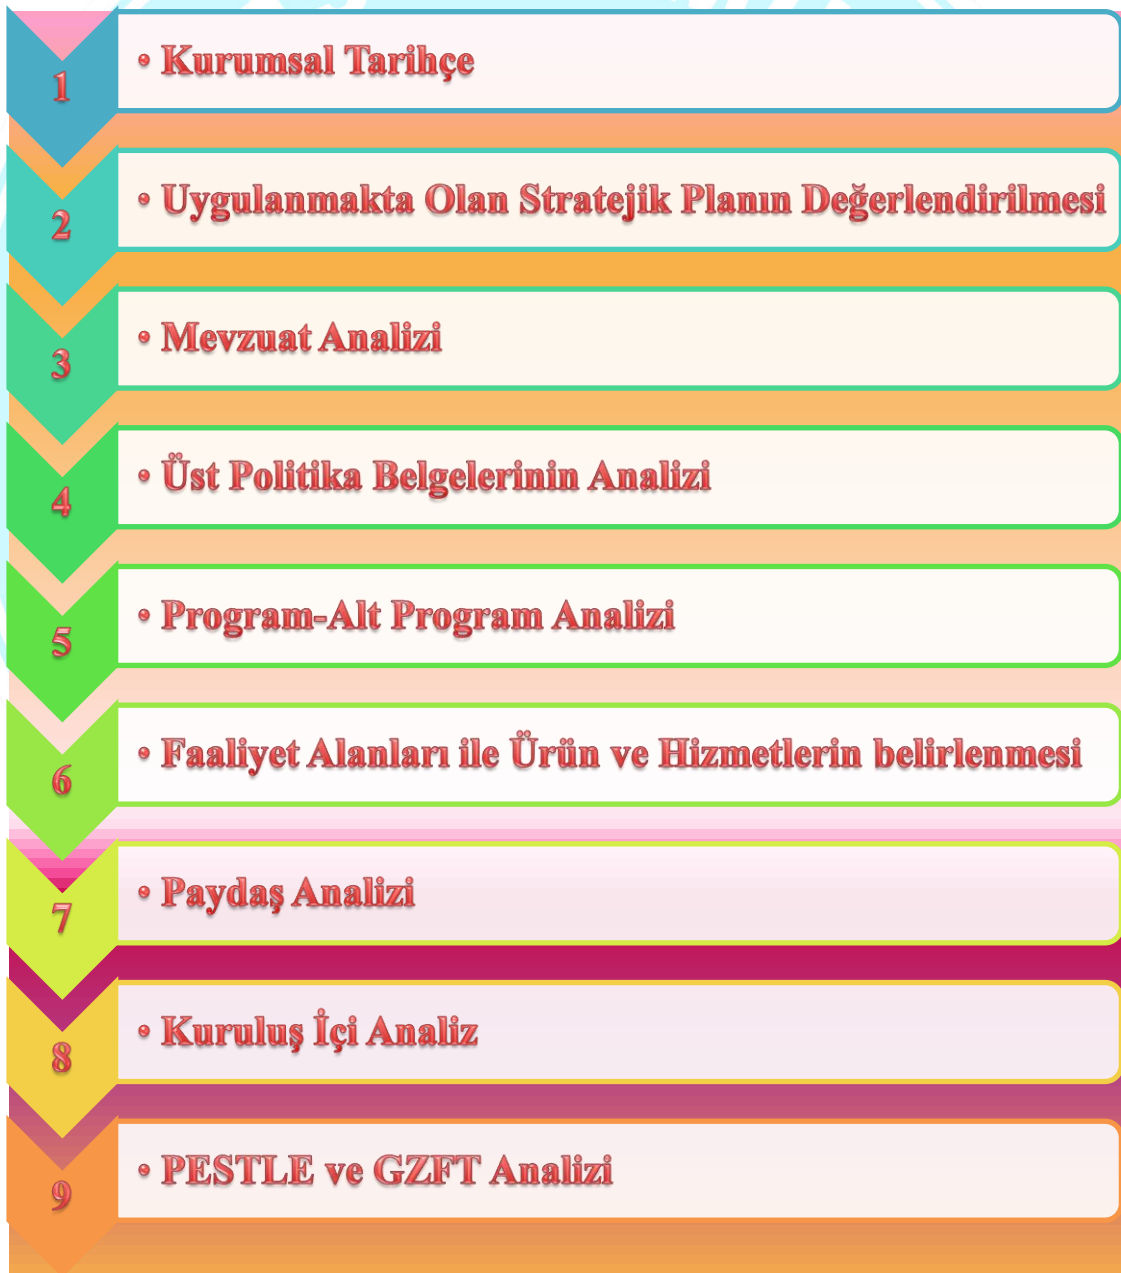 1
• Kurumsal Tarihçe
2
• Uygulanmakta Olan Stratejik Planın Değerlendirilmesi
3
• Mevzuat Analizi
4
• Üst Politika Belgelerinin Analizi
5
• Program-Alt Program Analizi
6
• Faaliyet Alanları ile Ürün ve Hizmetlerin belirlenmesi
7
• Paydaş Analizi
8
• Kuruluş İçi Analiz
9
• PESTLE ve GZFT Analizi